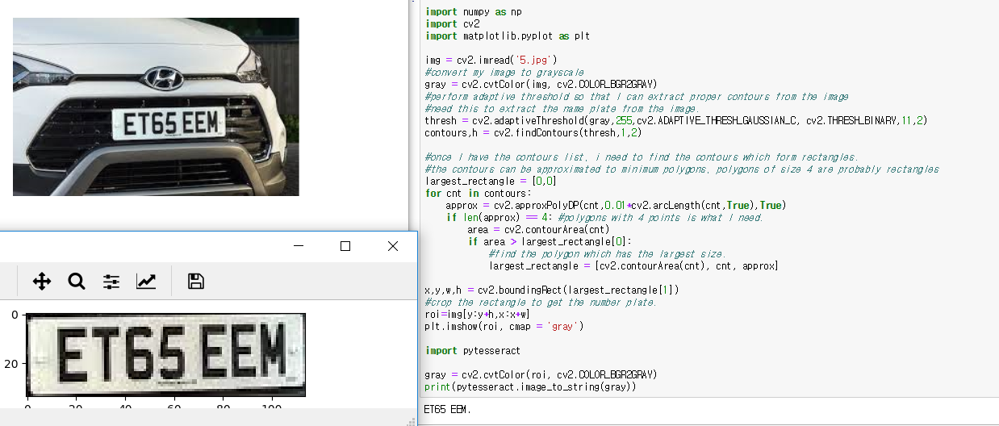 ET65 EEM
import numpy as np
import cv2
import matplotlib.pyplot as plt
img = cv2.imread('5.jpg')
#convert my image to grayscale
gray = cv2.cvtColor(img, cv2.COLOR_BGR2GRAY)
#perform adaptive threshold so that I can extract proper contours from the image
#need this to extract the name plate from the image.
thresh = cv2.adaptiveThreshold(gray,255,cv2.ADAPTIVE_THRESH_GAUSSIAN_C, cv2.THRESH_BINARY,11,2)
contours,h = cv2.findContours(thresh,1,2)
#once I have the contours list, i need to find the contours which form rectangles.
#the contours can be approximated to minimum polygons, polygons of size 4 are probably rectangles
largest_rectangle = [0,0]
for cnt in contours:
    approx = cv2.approxPolyDP(cnt,0.01*cv2.arcLength(cnt,True),True)
    if len(approx) == 4: #polygons with 4 points is what I need.
        area = cv2.contourArea(cnt)
        if area > largest_rectangle[0]:
            #find the polygon which has the largest size.
            largest_rectangle = [cv2.contourArea(cnt), cnt, approx]
x,y,w,h = cv2.boundingRect(largest_rectangle[1])
#crop the rectangle to get the number plate.
roi=img[y:y+h,x:x+w]
plt.imshow(roi, cmap = 'gray')
import pytesseract
gray = cv2.cvtColor(roi, cv2.COLOR_BGR2GRAY)
print(pytesseract.image_to_string(gray))
ET65 EEM.
0
ET65 EEM
20
0 20 40 60 80 100